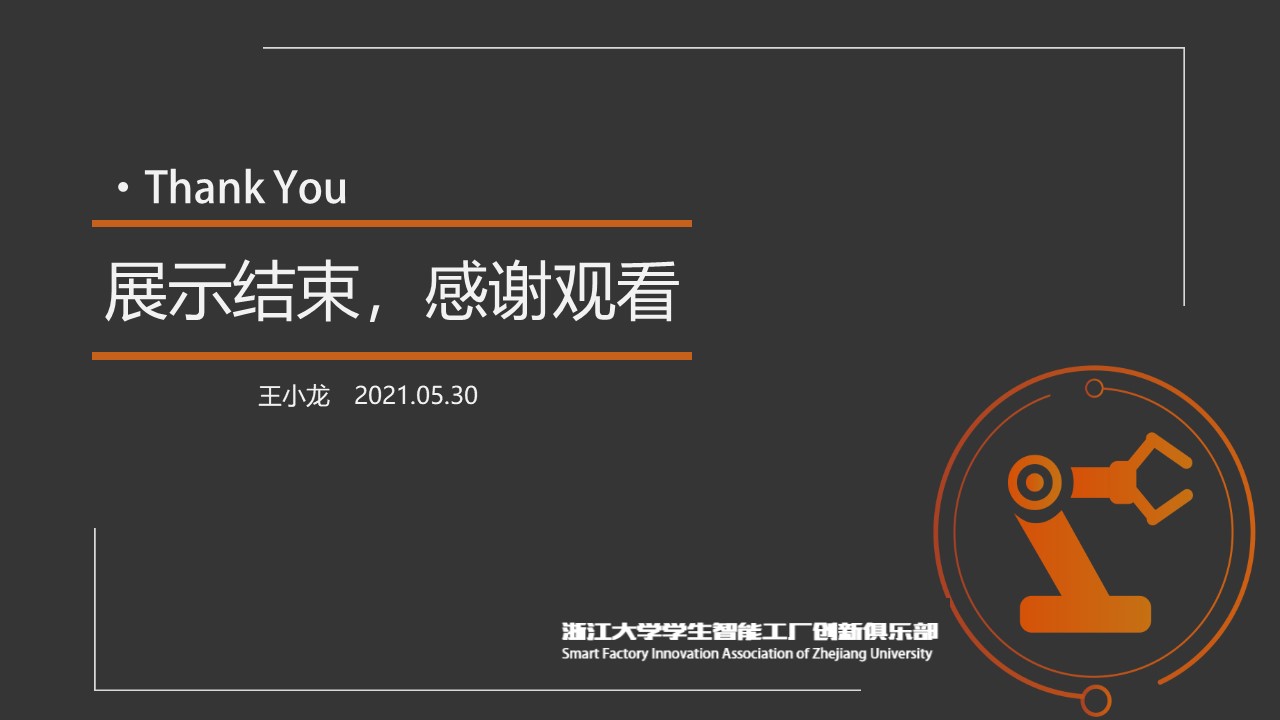 • Thank You
展示结束，感谢观看
王小龙 2021.05.30
浙江大学学生智能工厂创新俱乐部
Smart Factory Innovation Association of Zhejiang University